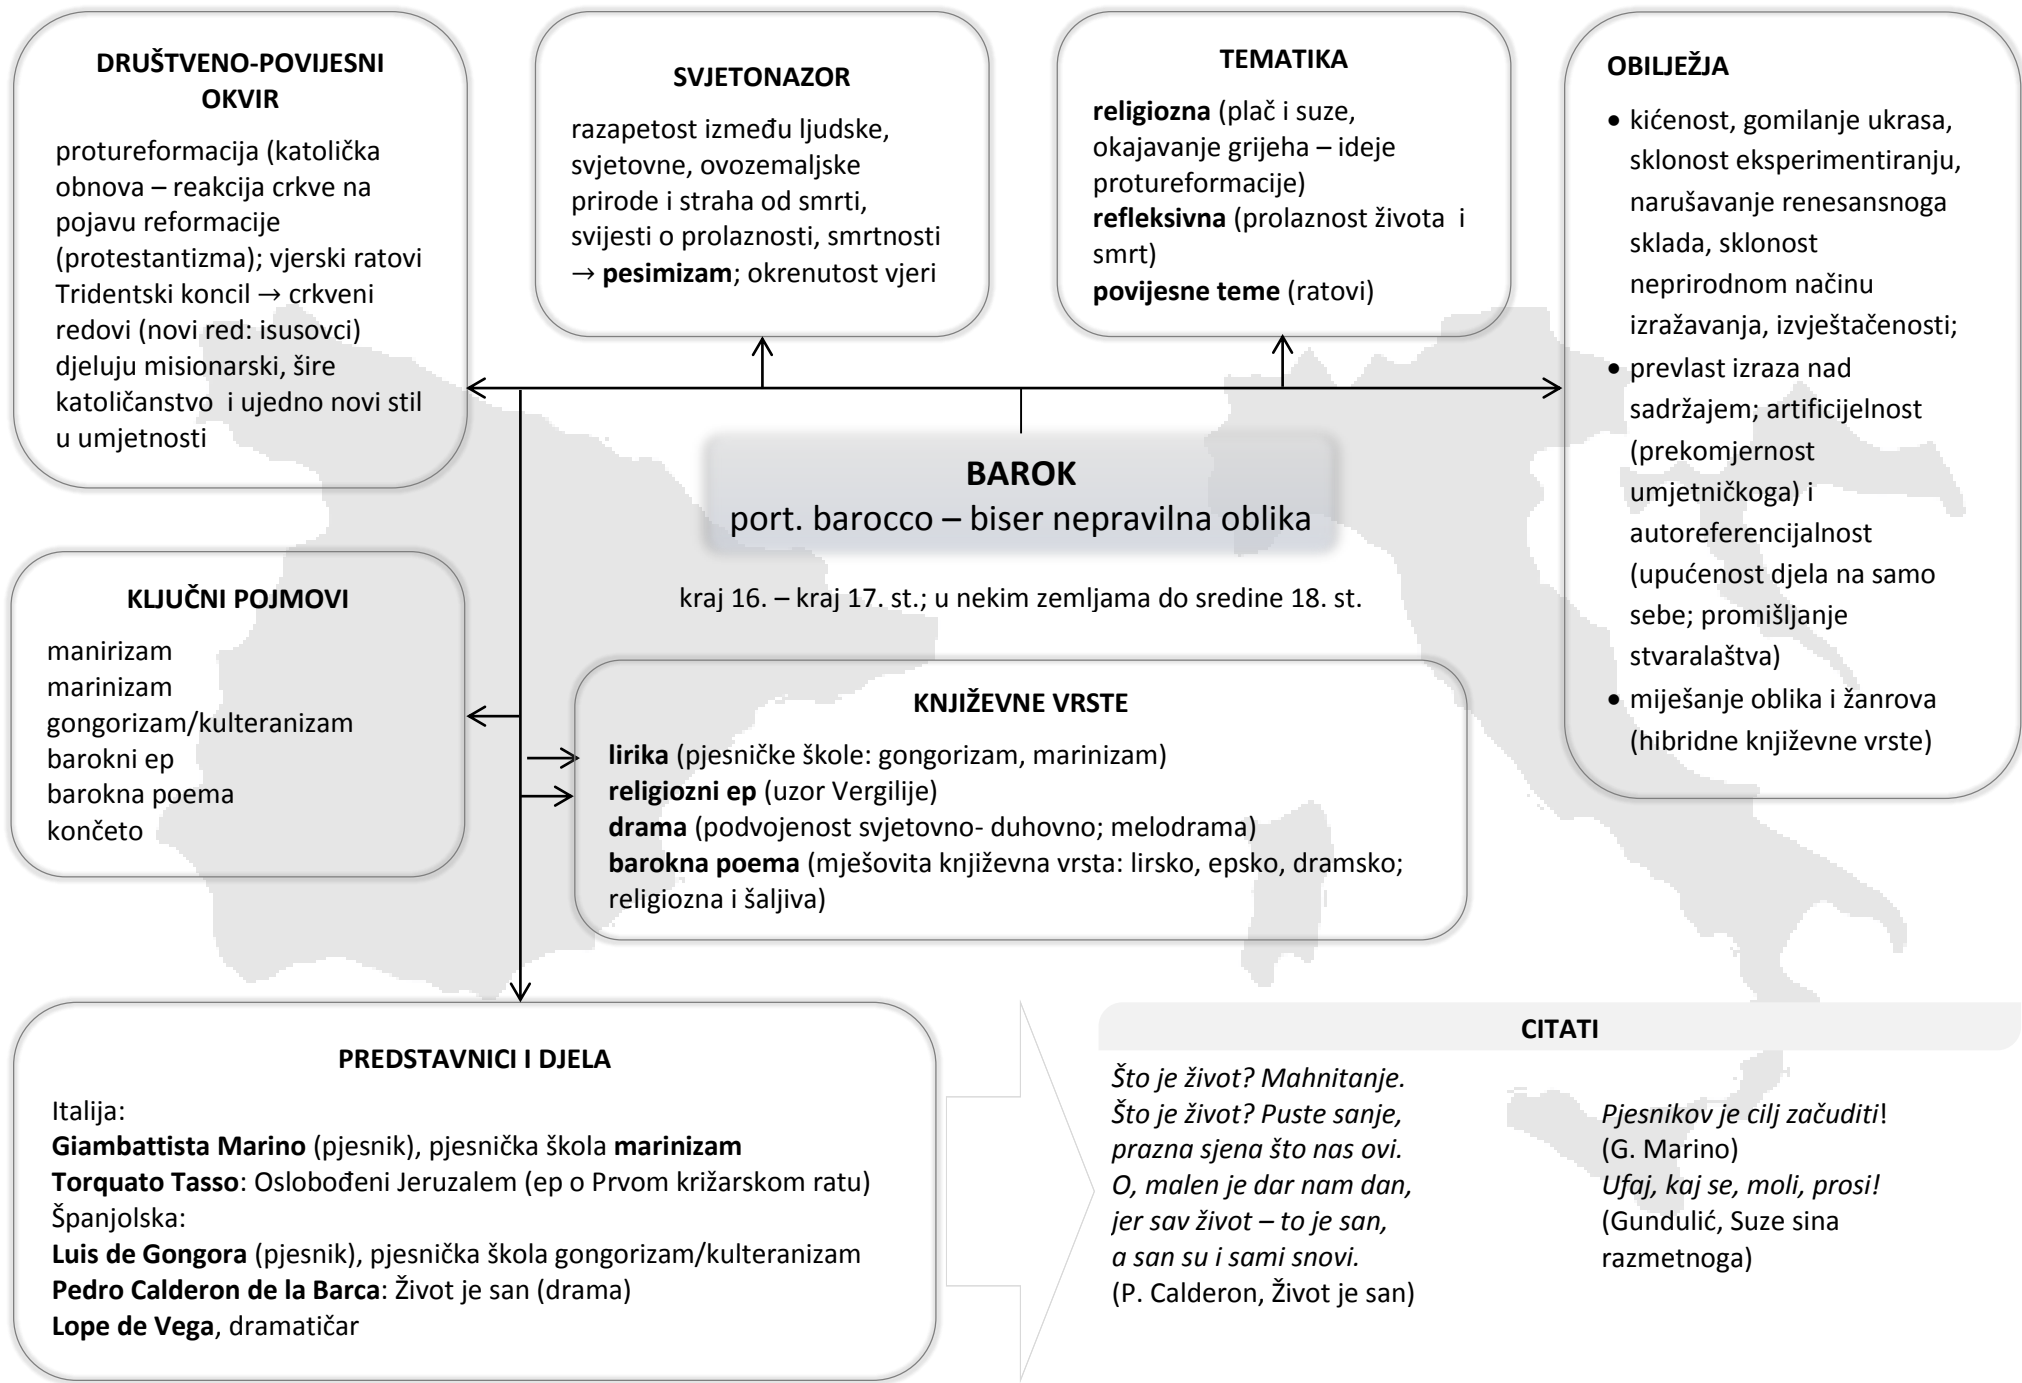 DRUŠTVENO-POVIJESNI
OKVIR
protureformacija (katolička
obnova – reakcija crkve na
pojavu reformacije
(protestantizma); vjerski ratovi
Tridentski koncil → crkveni
redovi (novi red: isusovci)
djeluju misionarski, šire
katoličanstvo i ujedno novi stil
u umjetnosti
SVJETONAZOR
razapetost između ljudske,
svjetovne, ovozemaljske
prirode i straha od smrti,
svijesti o prolaznosti, smrtnosti
→ pesimizam; okrenutost vjeri
TEMATIKA
religiozna (plač i suze,
okajavanje grijeha – ideje
protureformacije)
refleksivna (prolaznost života i
smrt)
povijesne teme (ratovi)
OBILJEŽJA
• kićenost, gomilanje ukrasa,
sklonost eksperimentiranju,
narušavanje renesansnoga
sklada, sklonost
neprirodnom načinu
izražavanja, izvještačenosti;
• prevlast izraza nad
sadržajem; artificijelnost
(prekomjernost
umjetničkoga) i
autoreferencijalnost
(upućenost djela na samo
sebe; promišljanje
stvaralaštva)
• miješanje oblika i žanrova
(hibridne književne vrste)
BAROK
port. barocco – biser nepravilna oblika
kraj 16. – kraj 17. st.; u nekim zemljama do sredine 18. st.
KLJUČNI POJMOVI
manirizam
marinizam
gongorizam/kulteranizam
barokni ep
barokna poema
končeto
KNJIŽEVNE VRSTE
lirika (pjesničke škole: gongorizam, marinizam)
religiozni ep (uzor Vergilije)
drama (podvojenost svjetovno- duhovno; melodrama)
barokna poema (mješovita književna vrsta: lirsko, epsko, dramsko;
religiozna i šaljiva)
PREDSTAVNICI I DJELA
Italija:
Giambattista Marino (pjesnik), pjesnička škola marinizam
Torquato Tasso: Oslobođeni Jeruzalem (ep o Prvom križarskom ratu)
Španjolska:
Luis de Gongora (pjesnik), pjesnička škola gongorizam/kulteranizam
Pedro Calderon de la Barca: Život je san (drama)
Lope de Vega, dramatičar
CITATI
Što je život? Mahnitanje.
Što je život? Puste sanje,
prazna sjena što nas ovi.
O, malen je dar nam dan,
jer sav život – to je san,
a san su i sami snovi.
(P. Calderon, Život je san)
Pjesnikov je cilj začuditi!
(G. Marino)
Ufaj, kaj se, moli, prosi!
(Gundulić, Suze sina
razmetnoga)